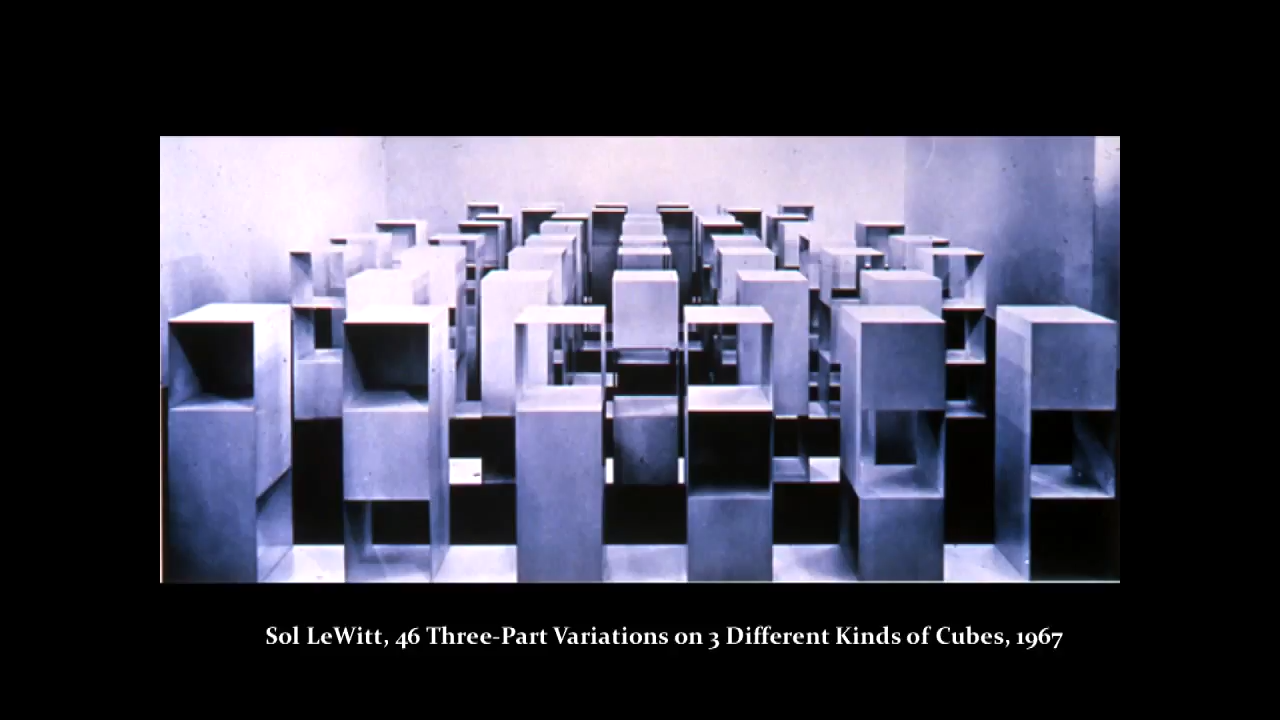 Sol LeWitt, 46 Three-Part Variations on 3 Different Kinds of Cubes, 1967